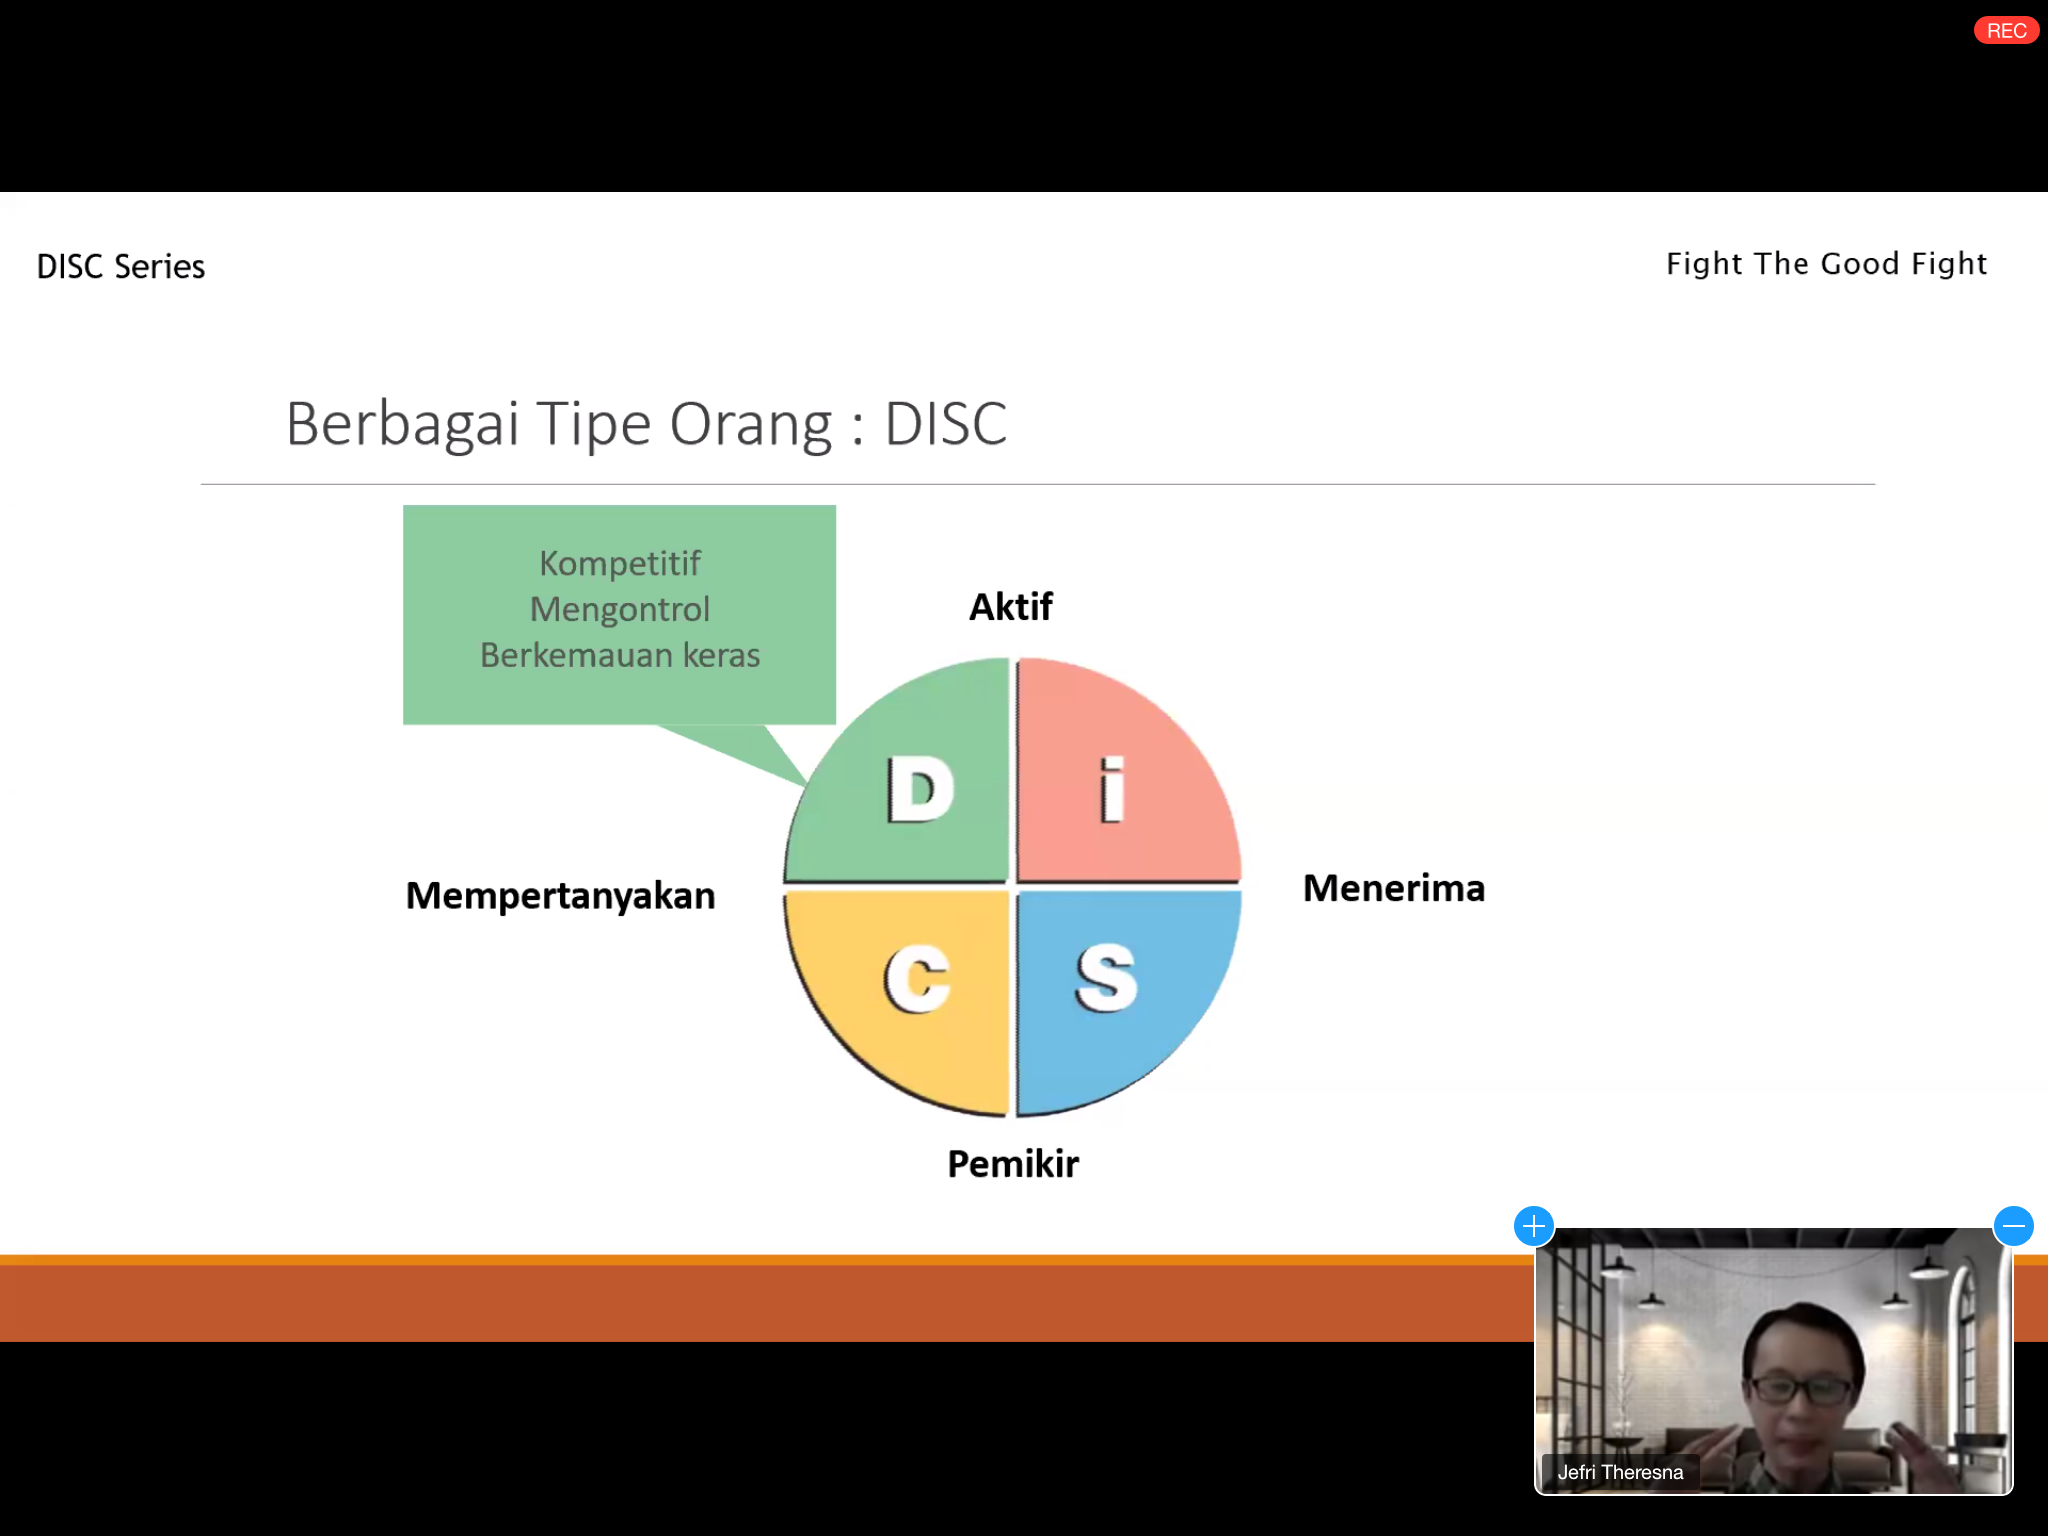 REC
DISC Series
Fight The Good Fight
Berbagai Tipe Orang : DISC
Kompetitif
Mengontrol
Berkemauan keras
Aktif
D
i
Mempertanyakan
Menerima
C
S
Pemikir
Jefri Theresna